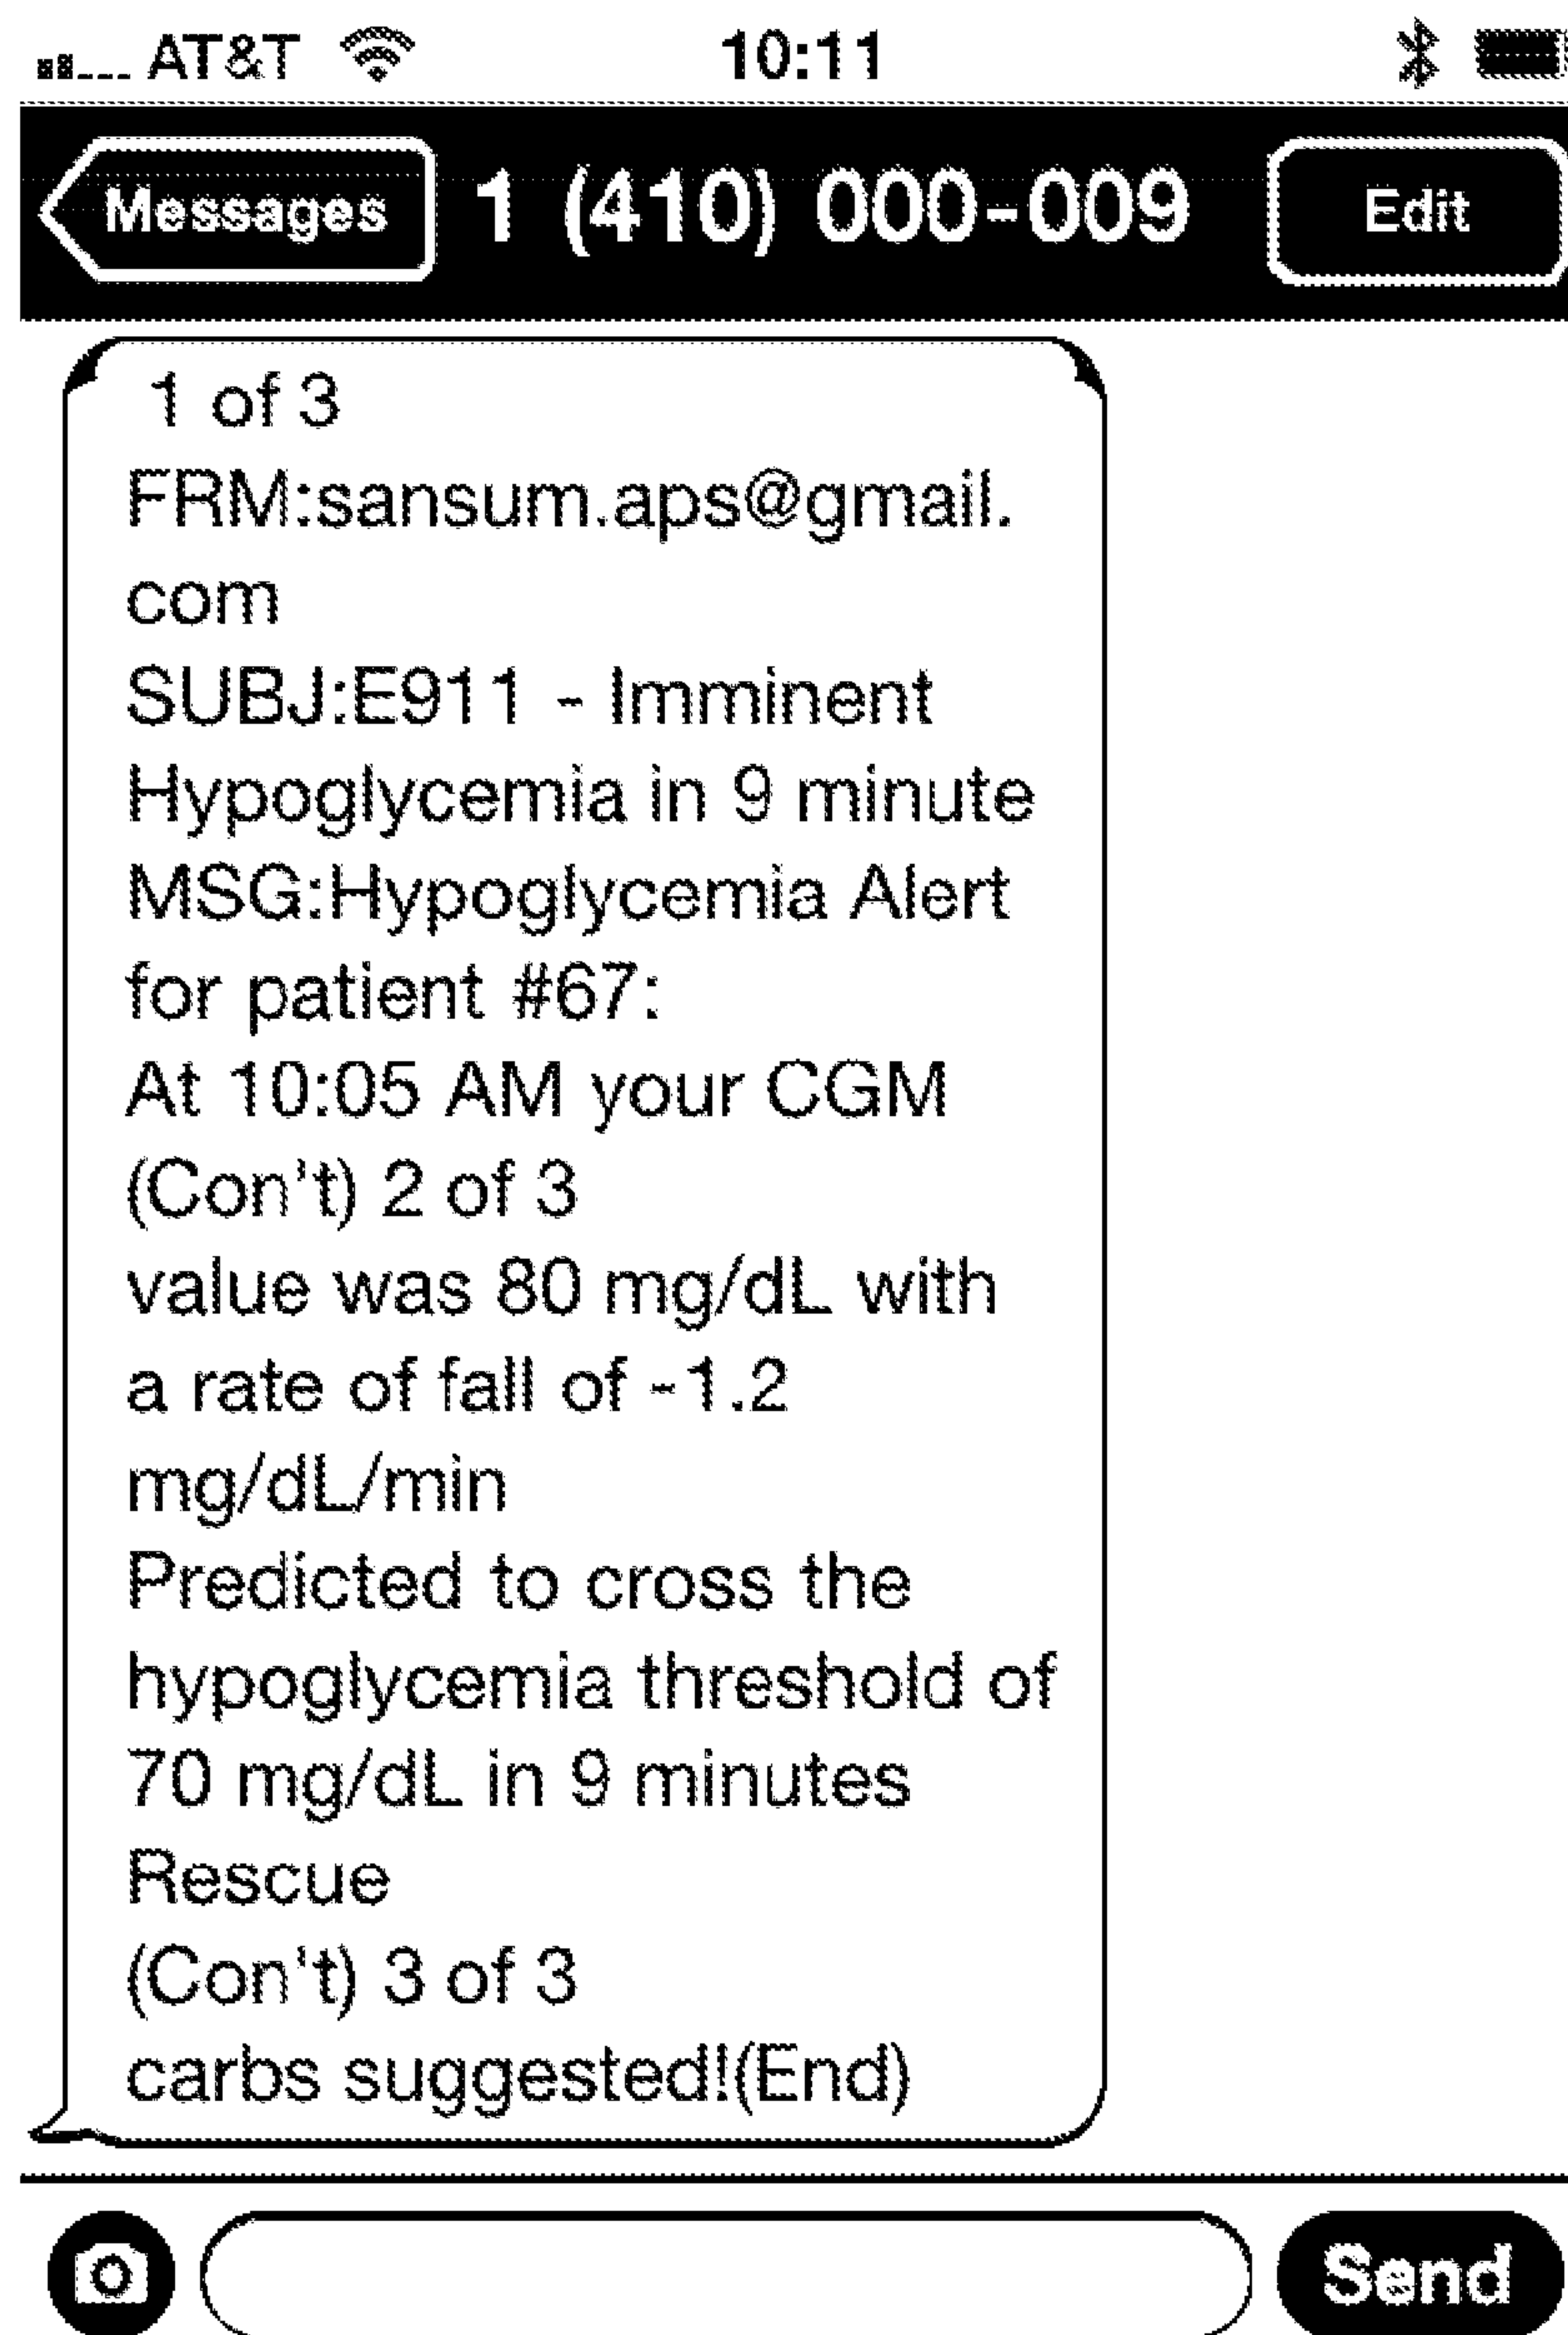 AT&T 10:11
Messages 1 (410) 000-009 Edit
1 of 3
FRM:sansum.aps@gmail.
com
SUBJ:E911 - Imminent
Hypoglycemia in 9 minute
MSG:Hypoglycemia Alert
for patient #67:
At 10:05 AM your CGM
(Con't) 2 of 3
value was 80 mg/dL with
a rate of fall of -1.2
mg/dL/min
Predicted to cross the
hypoglycemia threshold of
70 mg/dL in 9 minutes
Rescue
(Con't) 3 of 3
carbs suggested!(End)
Send